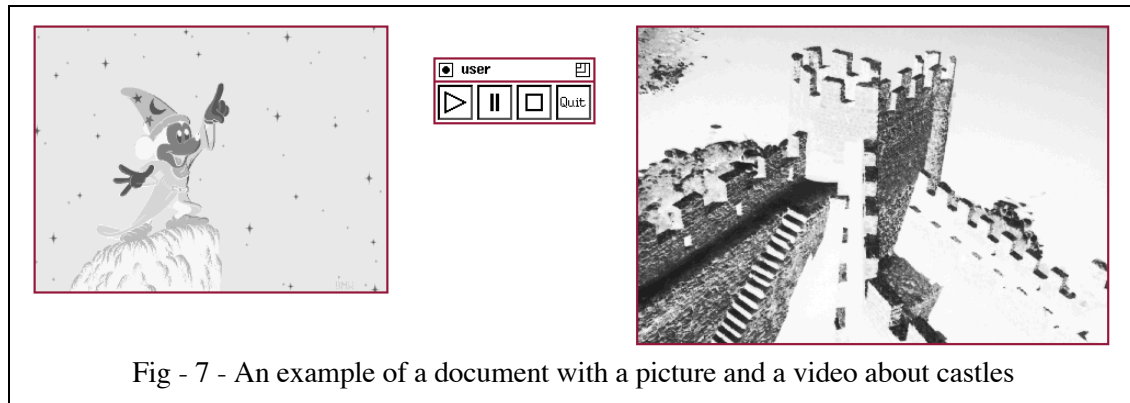 user
Quit
Fig - 7 - An example of a document with a picture and a video about castles